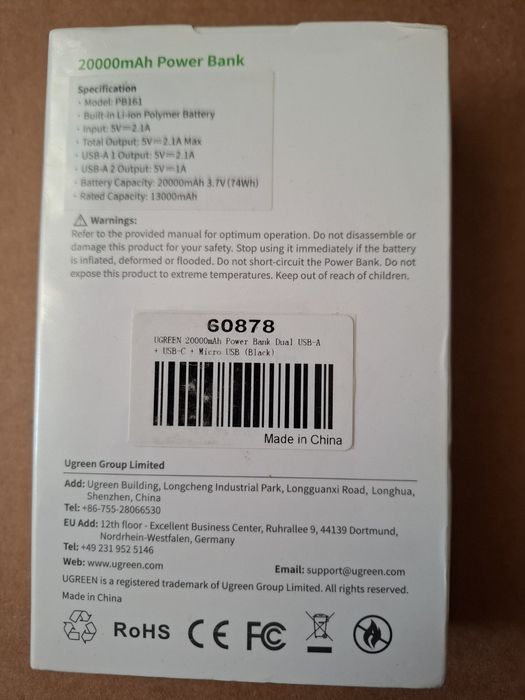 20000mAh Power Bank
Specification
· Model: PB161
· Built-in Li-ion Polymer Battery
· Input: 5V⎓2.1A
· Total Output: 5V⎓2.1A Max
· USB-A 1 Output: 5V⎓2.1A
· USB-A 2 Output: 5V⎓1A
· Battery Capacity: 20000mAh 3.7V (74Wh)
· Rated Capacity: 13000mAh
⚠ Warnings:
Refer to the provided manual for optimum operation. Do not disassemble or
damage this product for your safety. Stop using it immediately if the battery
is inflated, deformed or flooded. Do not short-circuit the Power Bank. Do not
expose this product to extreme temperatures. Keep out of reach of children.
60878
UGREEN 20000mAh Power Bank Dual USB-A
+ USB-C + Micro USB (Black)
Made in China
Ugreen Group Limited
Add: Ugreen Building, Longcheng Industrial Park, Longguanxi Road, Longhua,
Shenzhen, China
Tel: +86-755-28066530
EU Add: 12th floor - Excellent Business Center, Ruhrallee 9, 44139 Dortmund,
Nordrhein-Westfalen, Germany
Tel: +49 231 952 5146
Web: www.ugreen.com Email: support@ugreen.com
UGREEN is a registered trademark of Ugreen Group Limited. All rights reserved.
Made in China
RoHS CE FC